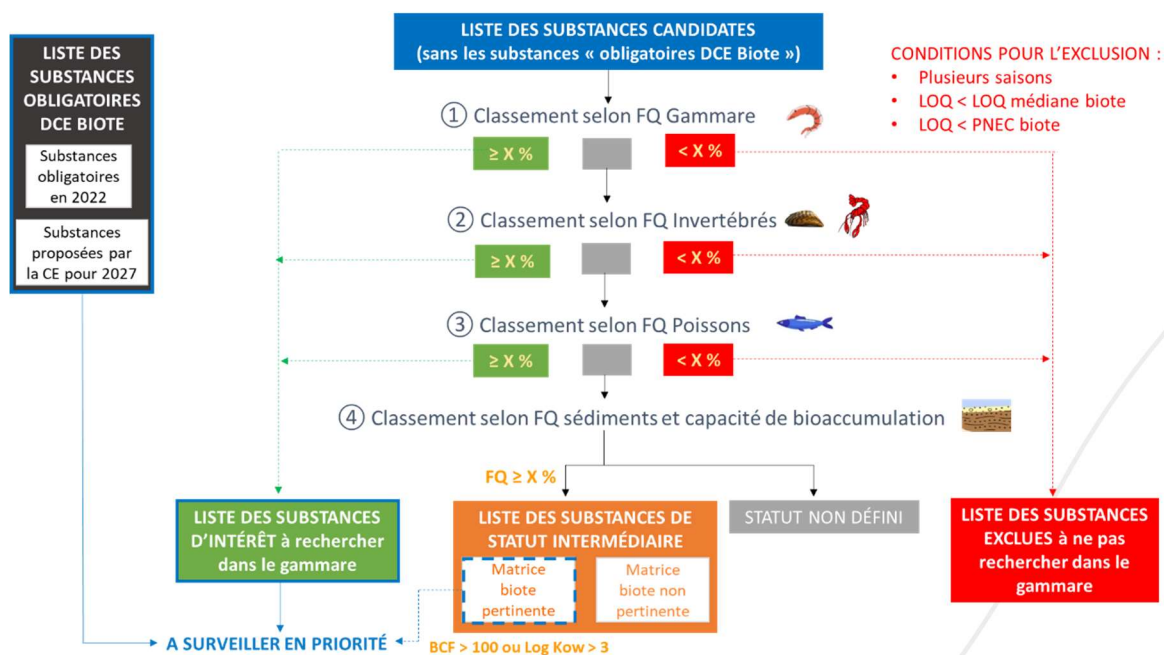 LISTE DES
SUBSTANCES
OBLIGATOIRES
DCE BIOTE
Substances
obligatoires
en 2022
Substances
proposées par
la CE pour 2027
LISTE DES SUBSTANCES CANDIDATES
(sans les substances « obligatoires DCE Biote »)
CONDITIONS POUR L’EXCLUSION :
• Plusieurs saisons
• LOQ < LOQ médiane biote
• LOQ < PNEC biote
① Classement selon FQ Gammare
≥ X %
< X %
② Classement selon FQ Invertébrés
≥ X %
< X %
③ Classement selon FQ Poissons
≥ X %
< X %
④ Classement selon FQ sédiments et capacité de bioaccumulation
FQ ≥ X %
LISTE DES SUBSTANCES
D’INTÉRÊT à rechercher
dans le gammare
LISTE DES SUBSTANCES DE
STATUT INTERMÉDIAIRE
Matrice
biote
pertinente
Matrice
biote non
pertinente
STATUT NON DÉFINI
LISTE DES SUBSTANCES
EXCLUES à ne pas
rechercher dans le
gammare
A SURVEILLER EN PRIORITÉ
BCF > 100 ou Log Kow > 3